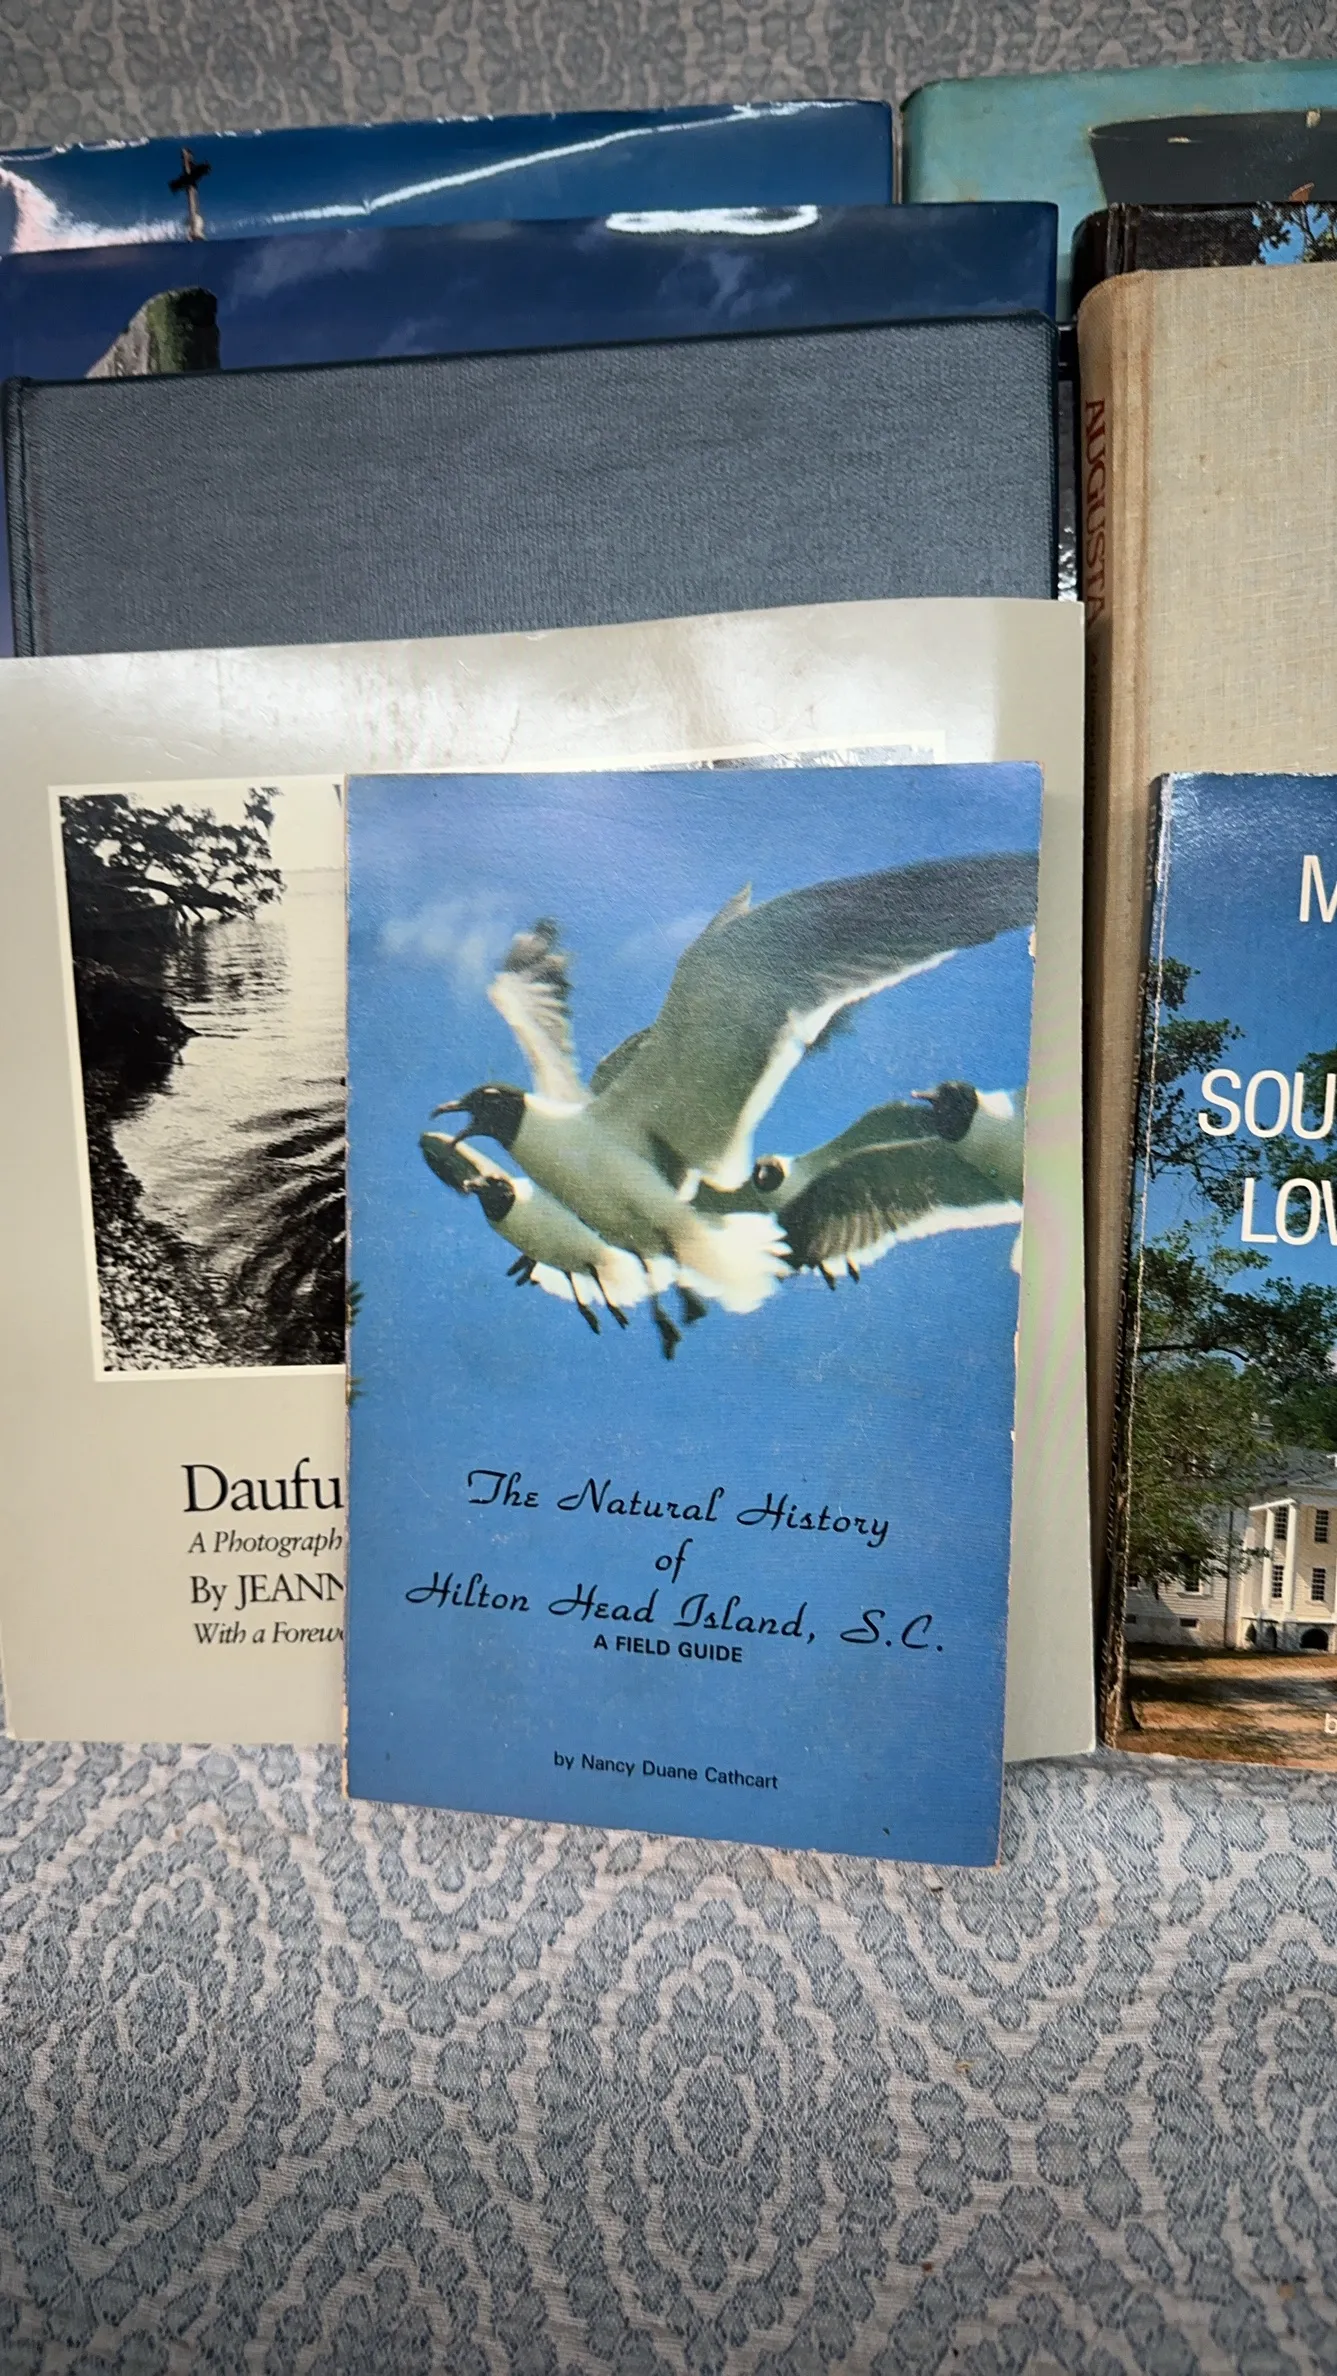 AUGUSTA
M
SOU
LOW
Daufu
A Photograph
By JEANN
With a Forewo
The Natural History
of
Hilton Head Island, S.C.
A FIELD GUIDE
by Nancy Duane Cathcart
b